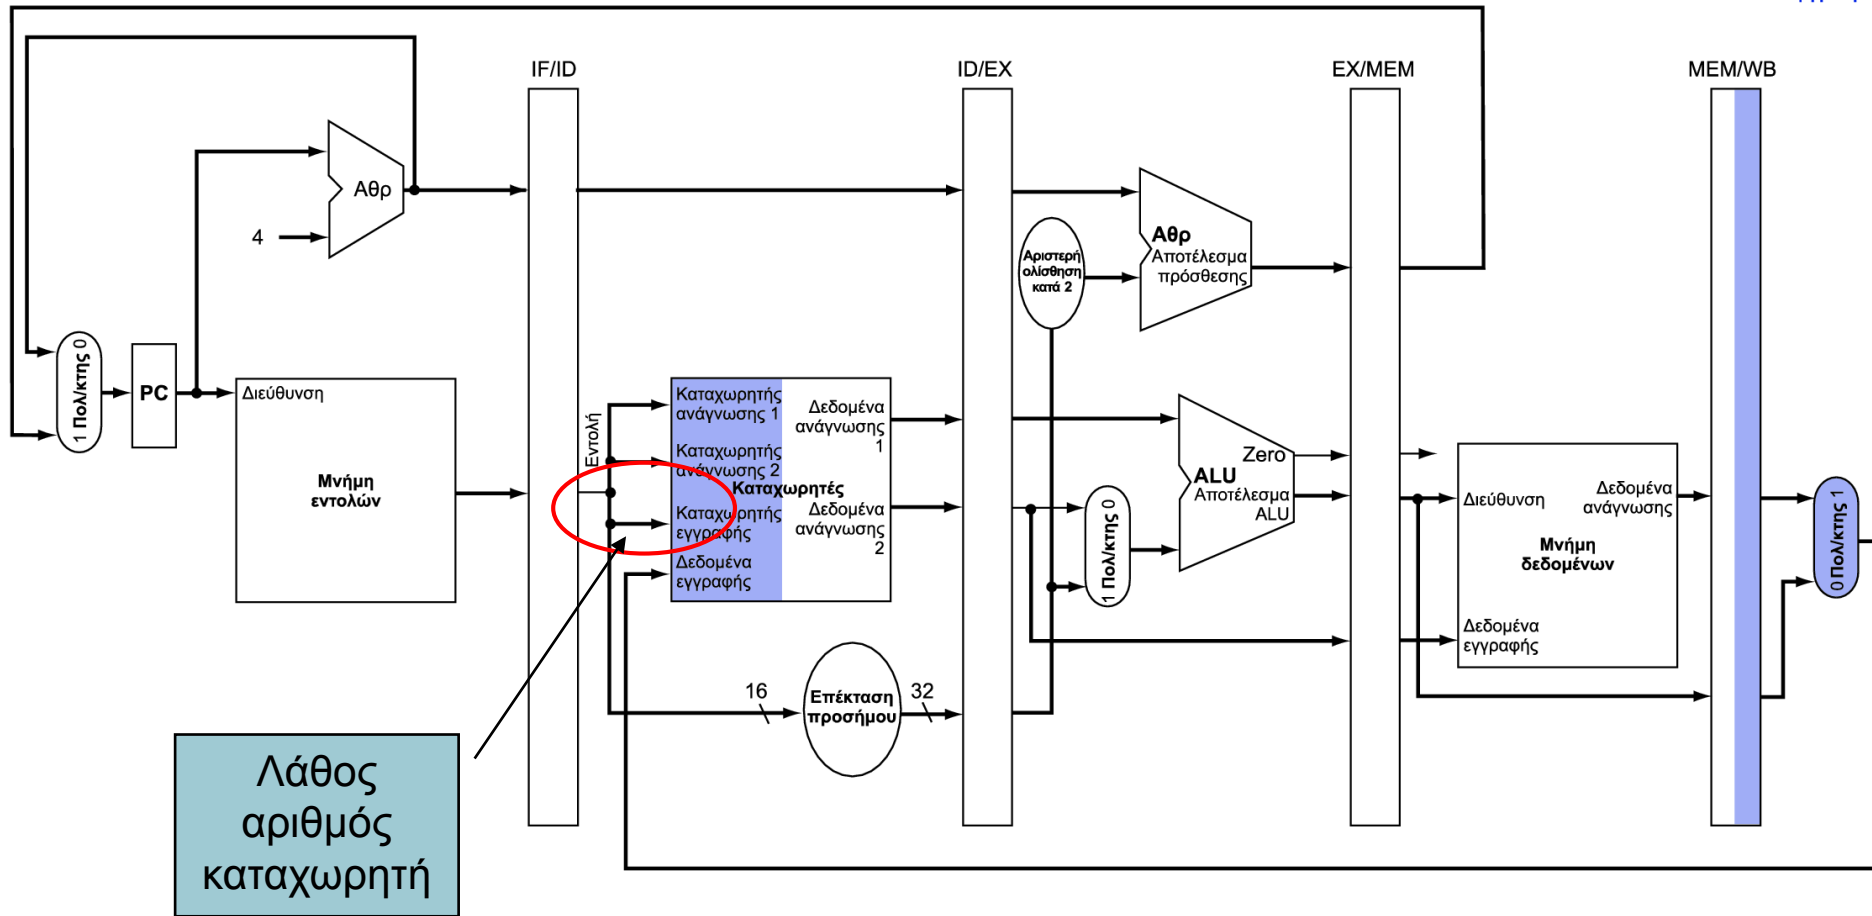 IF/ID
ID/EX
EX/MEM
MEM/WB
Αθρ
4
Αριστερή
ολίσθηση
κατά 2
Αθρ
Αποτέλεσμα
πρόσθεσης
1 Πολ/κτης 0
PC
Διεύθυνση
Μνήμη
εντολών
Εντολή
Καταχωρητής
ανάγνωσης 1
Καταχωρητής
ανάγνωσης 2
Καταχωρητές
Καταχωρητής
εγγραφής
Δεδομένα
εγγραφής
Δεδομένα
ανάγνωσης
1
Δεδομένα
ανάγνωσης
2
16
Επέκταση
προσήμου
32
1 Πολ/κτης 0
Zero
ALU
Αποτέλεσμα
ALU
Διεύθυνση
Δεδομένα
ανάγνωσης
Μνήμη
δεδομένων
Δεδομένα
εγγραφής
0 Πολ/κτης 1
Λάθος
αριθμός
καταχωρητή